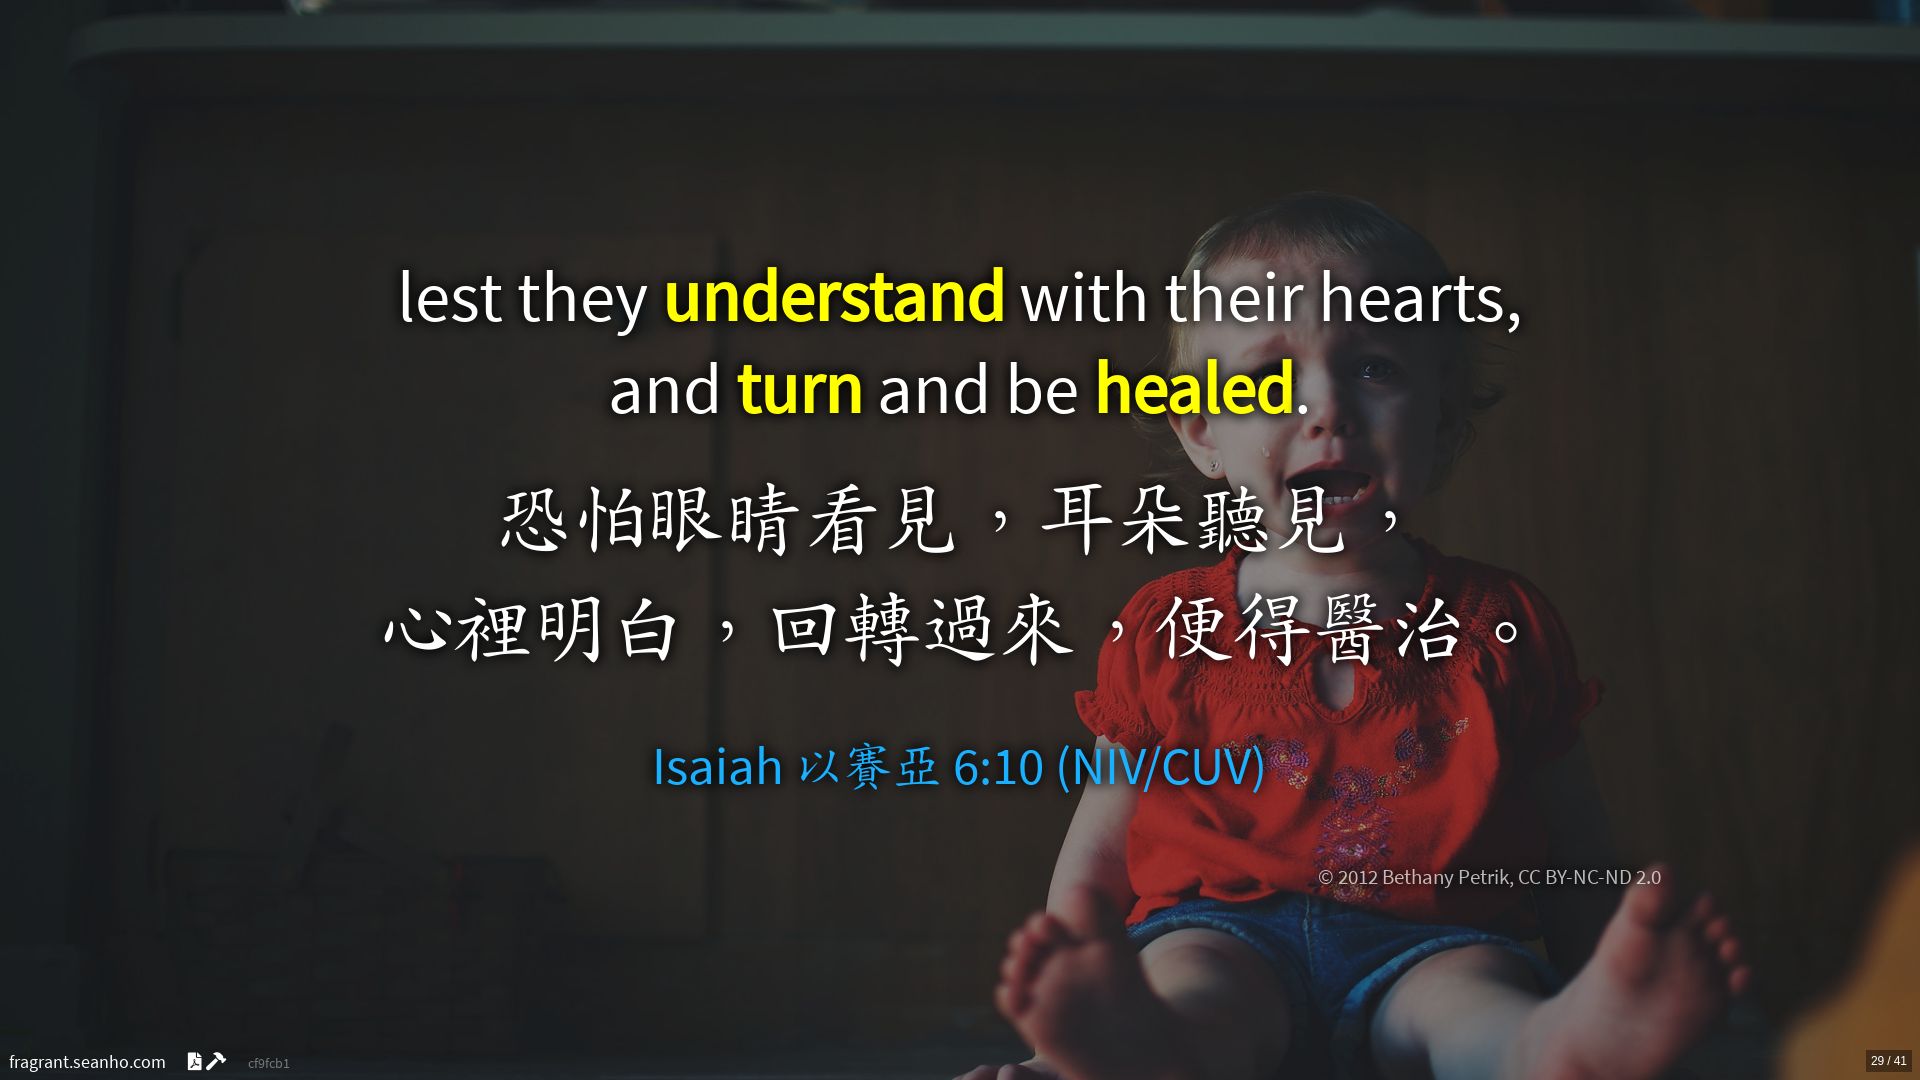 lest they understand with their hearts,
and turn and be healed.
恐怕眼睛看見，耳朵聽見，
心裡明白，回轉過來，便得醫治。
Isaiah 以賽亞 6:10 (NIV/CUV)
© 2012 Bethany Petrik, CC BY-NC-ND 2.0
fragrant.seanho.com cf9fcb1
29 / 41